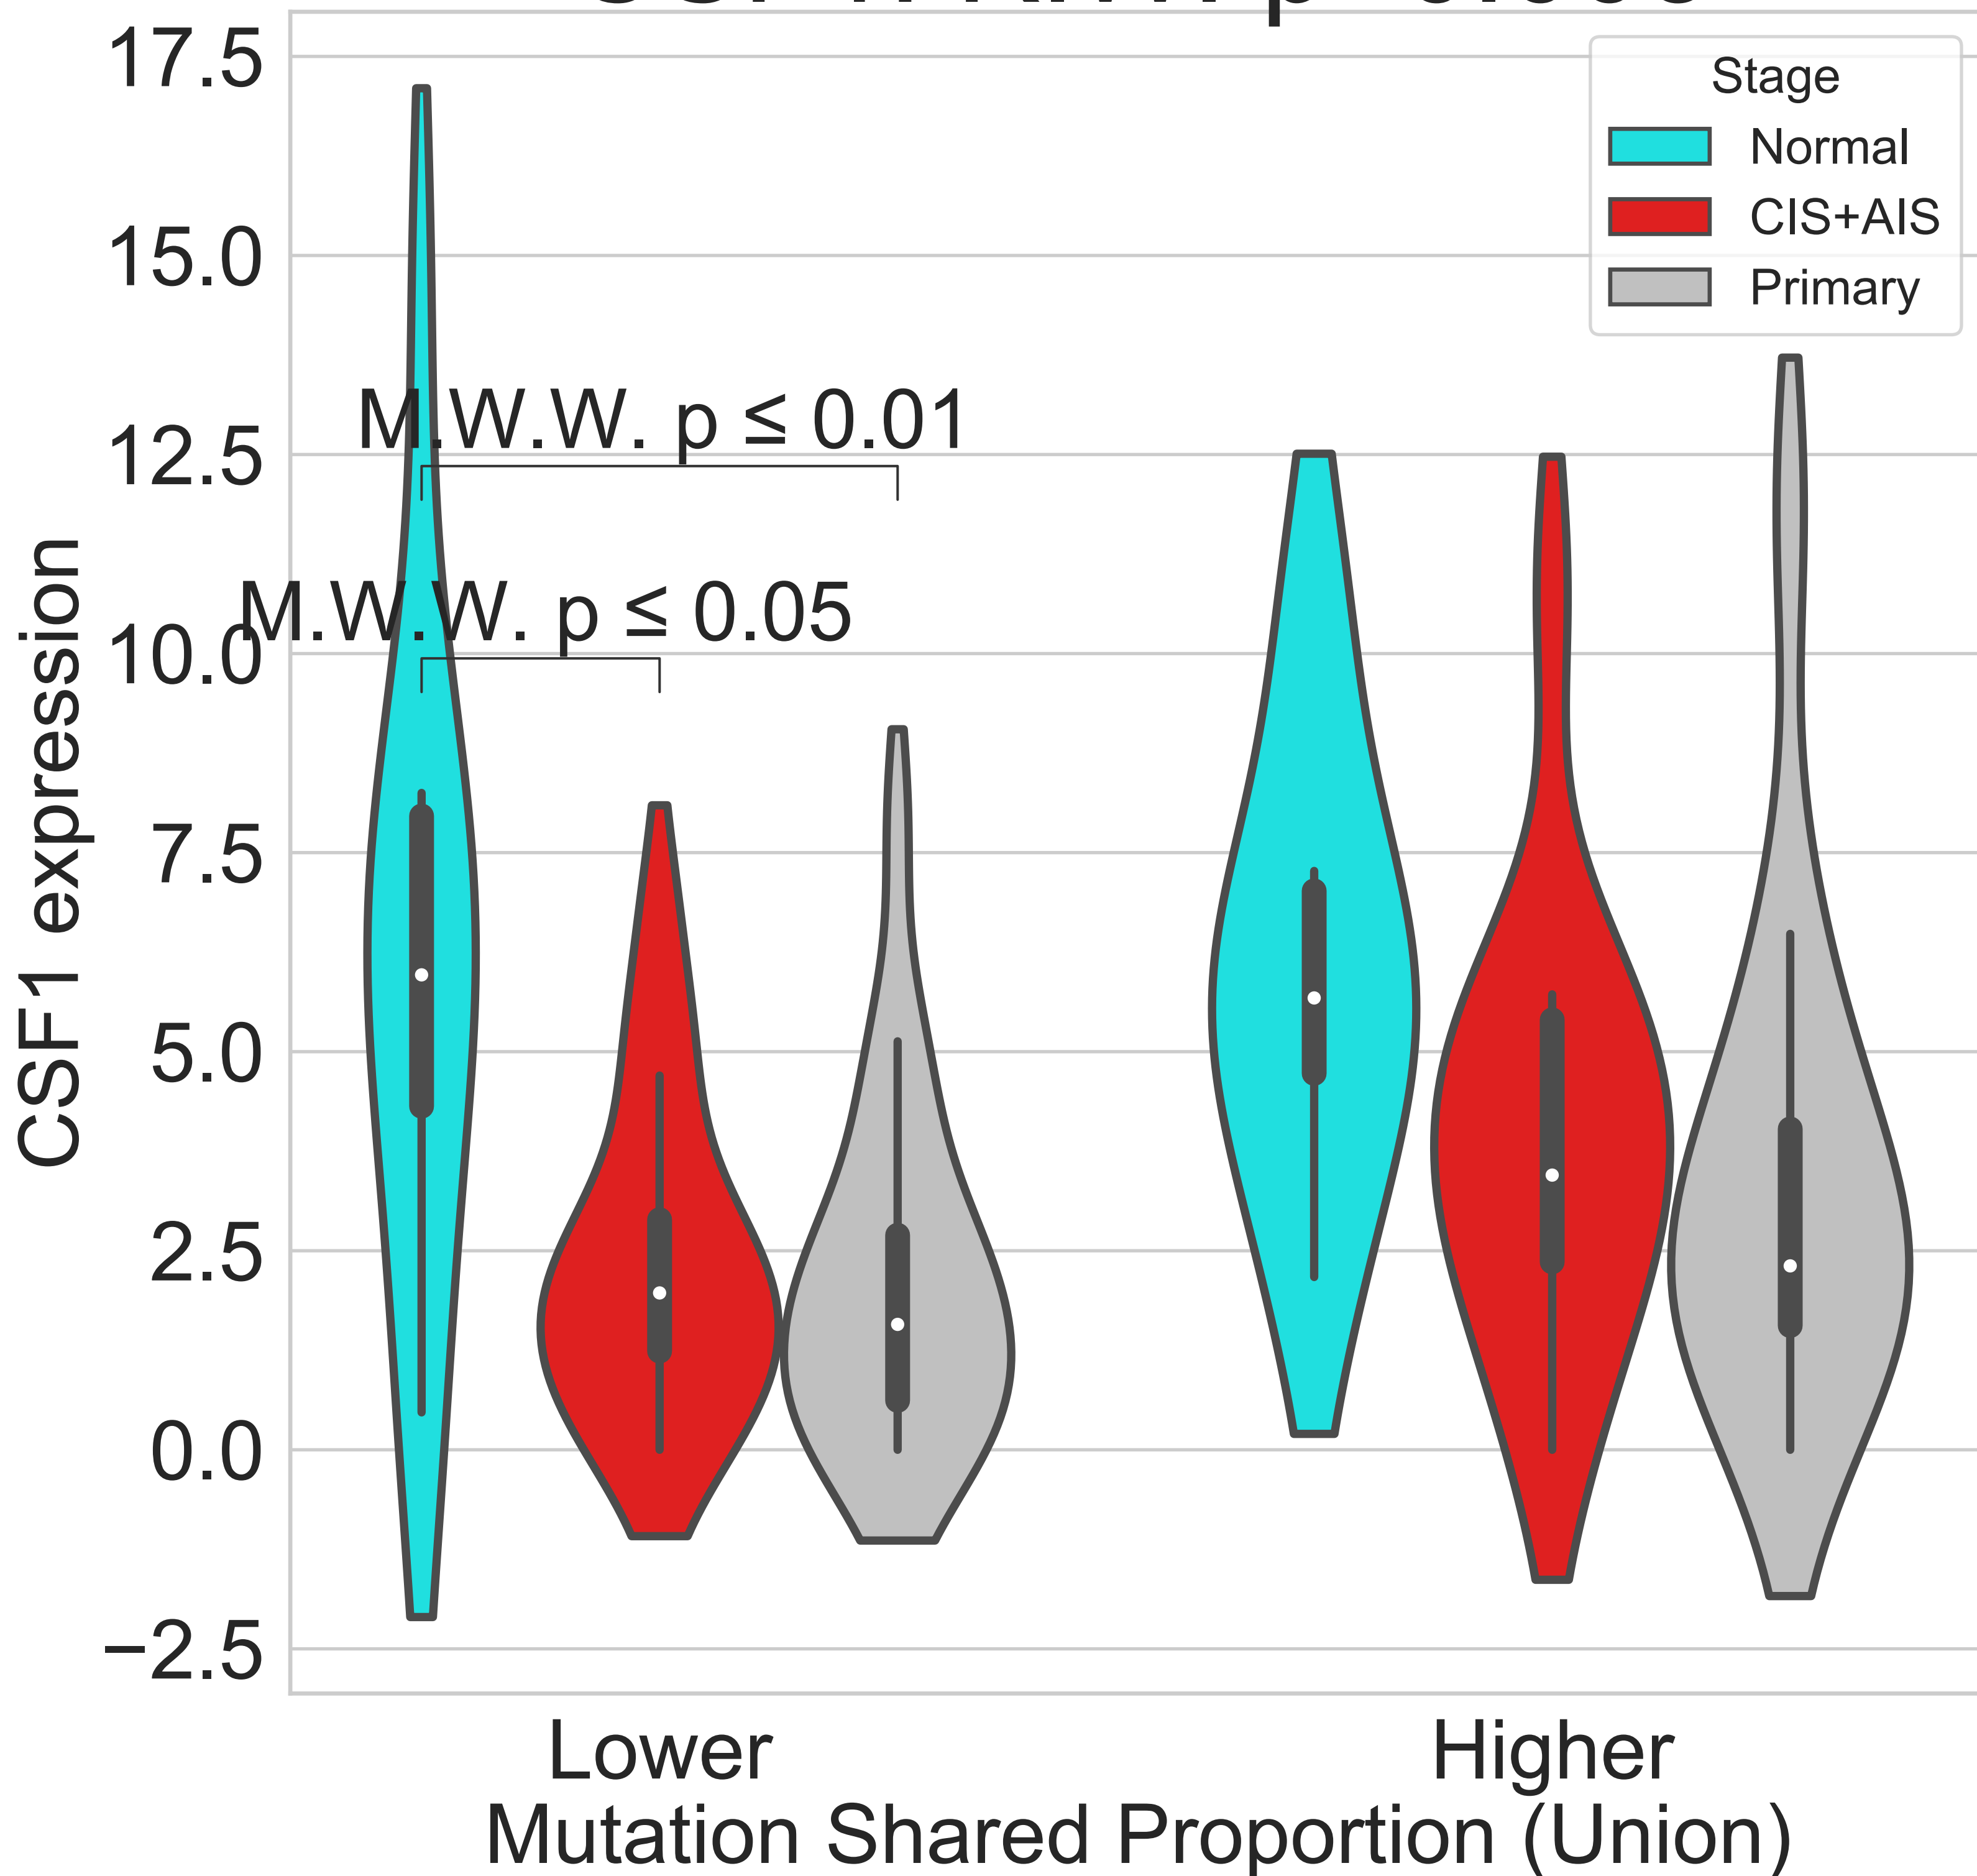 17.5
15.0
12.5
10.0
7.5
5.0
2.5
0.0
−2.5
CSF1 expression
Stage
Normal
CIS+AIS
Primary
M.W.W. p ≤ 0.01
M.W.W. p ≤ 0.05
Lower
Higher
Mutation Shared Proportion (Union)